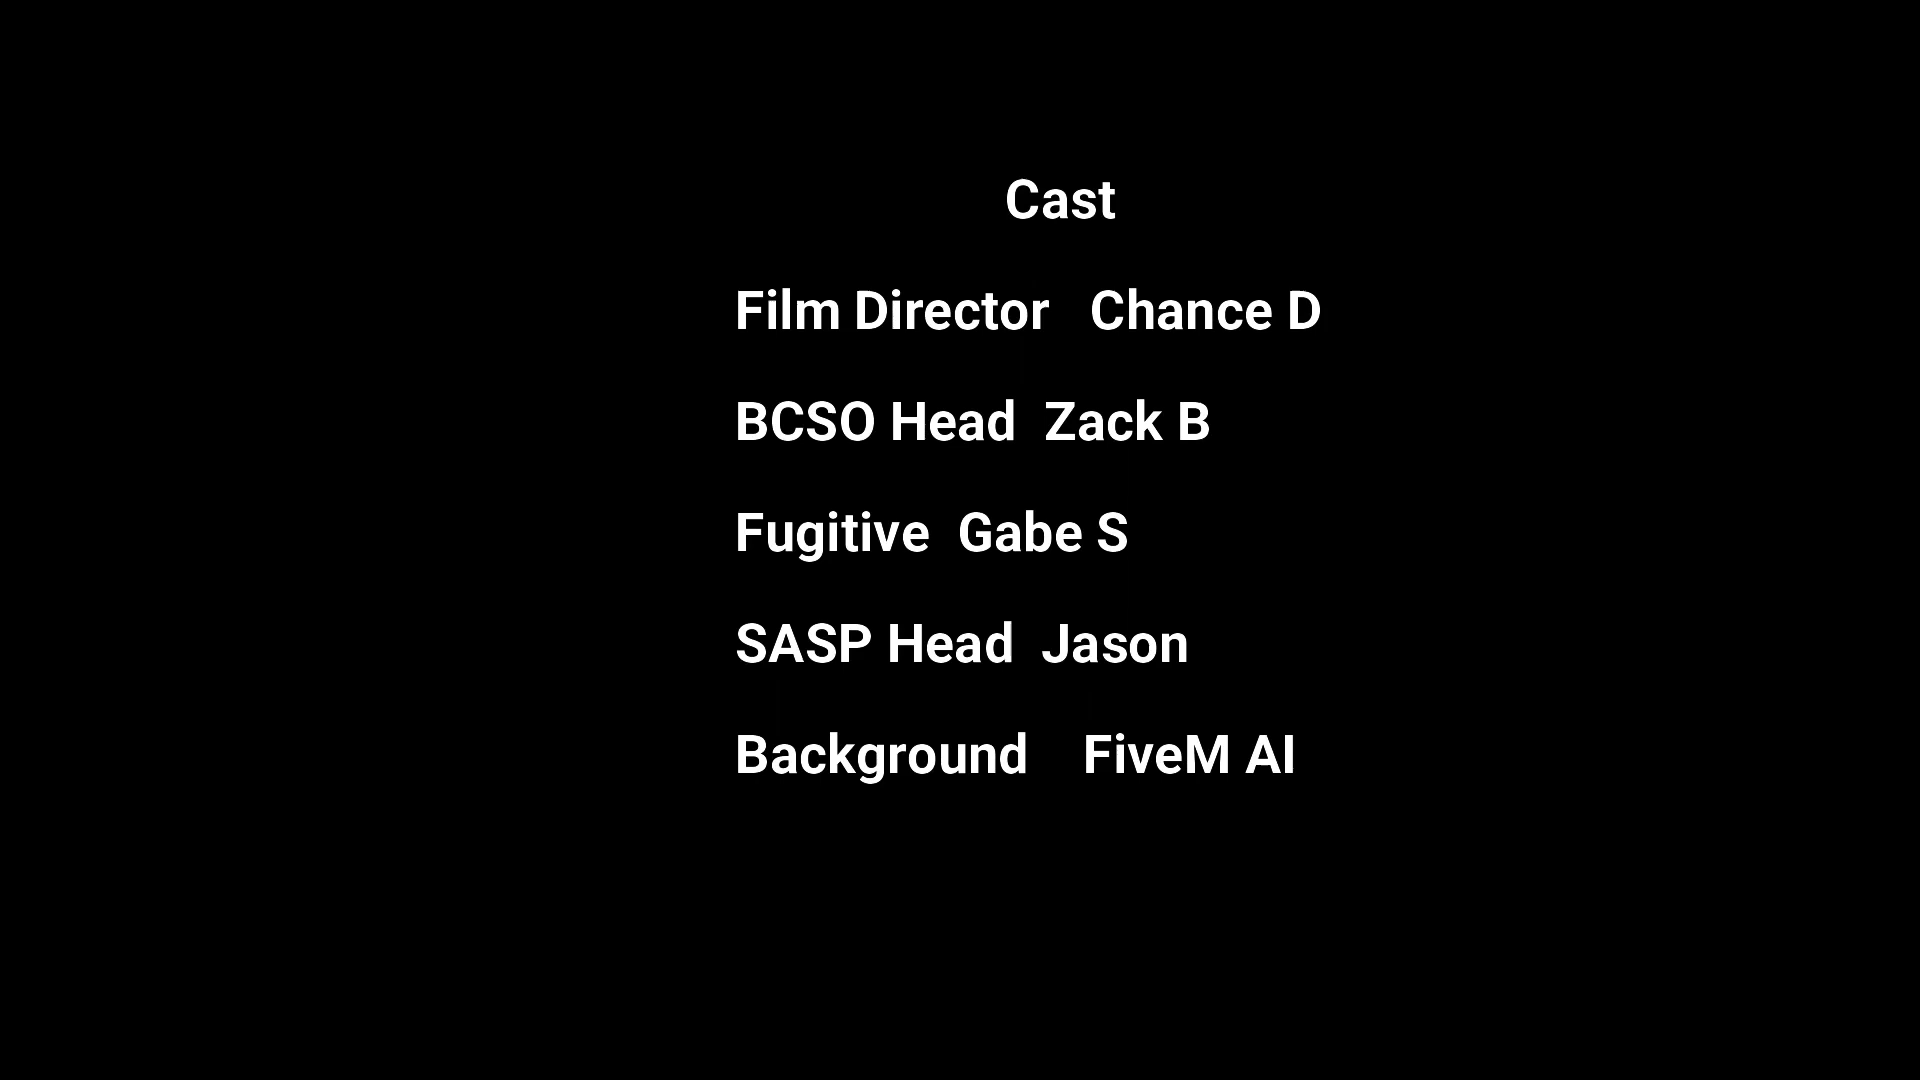 Cast
Film Director Chance D
BCSO Head Zack B
Fugitive Gabe S
SASP Head Jason
Background FiveM AI